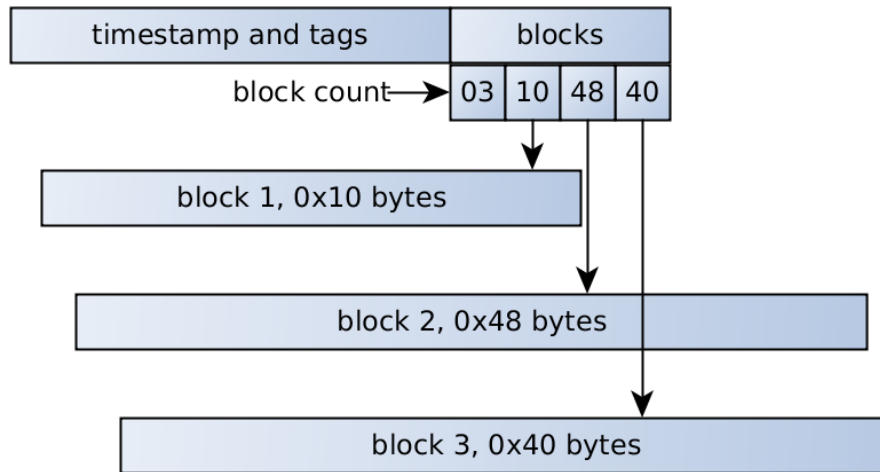 timestamp and tags
blocks
block count
03 10 48 40
block 1, 0x10 bytes
block 2, 0x48 bytes
block 3, 0x40 bytes